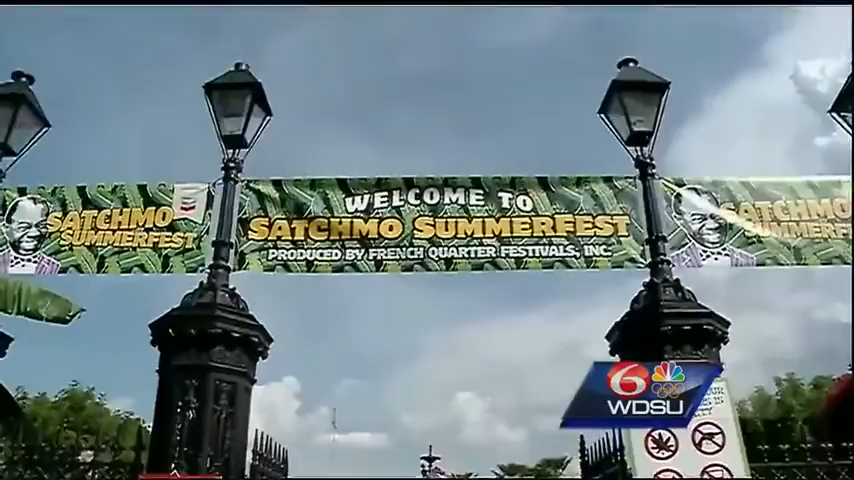 WELCOME TO
SATCHMO SUMMERFEST
PRODUCED BY FRENCH QUARTER FESTIVALS, INC.
SATCHMO
SUMMERFEST
SATCHMO
SUMMERFEST
6
WDSU